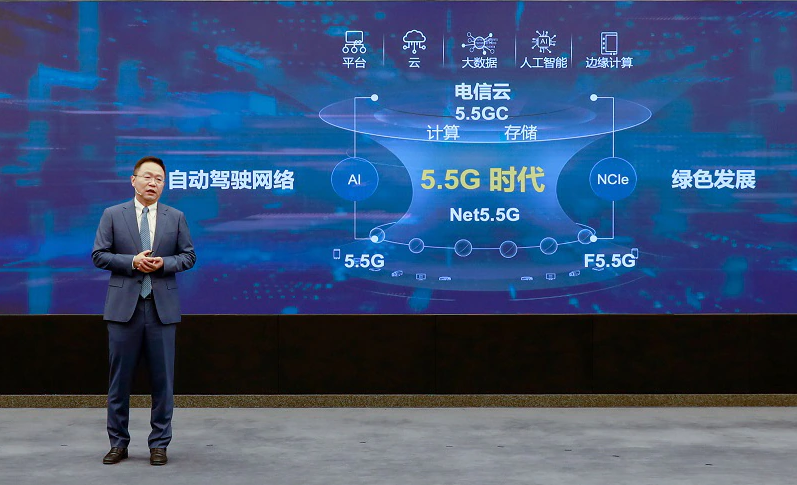 平台
云
大数据
AI
人工智能
边缘计算
电信云
5.5GC
计算 存储
自动驾驶网络
AI
5.5G 时代
NCIe
绿色发展
Net5.5G
5.5G
F5.5G